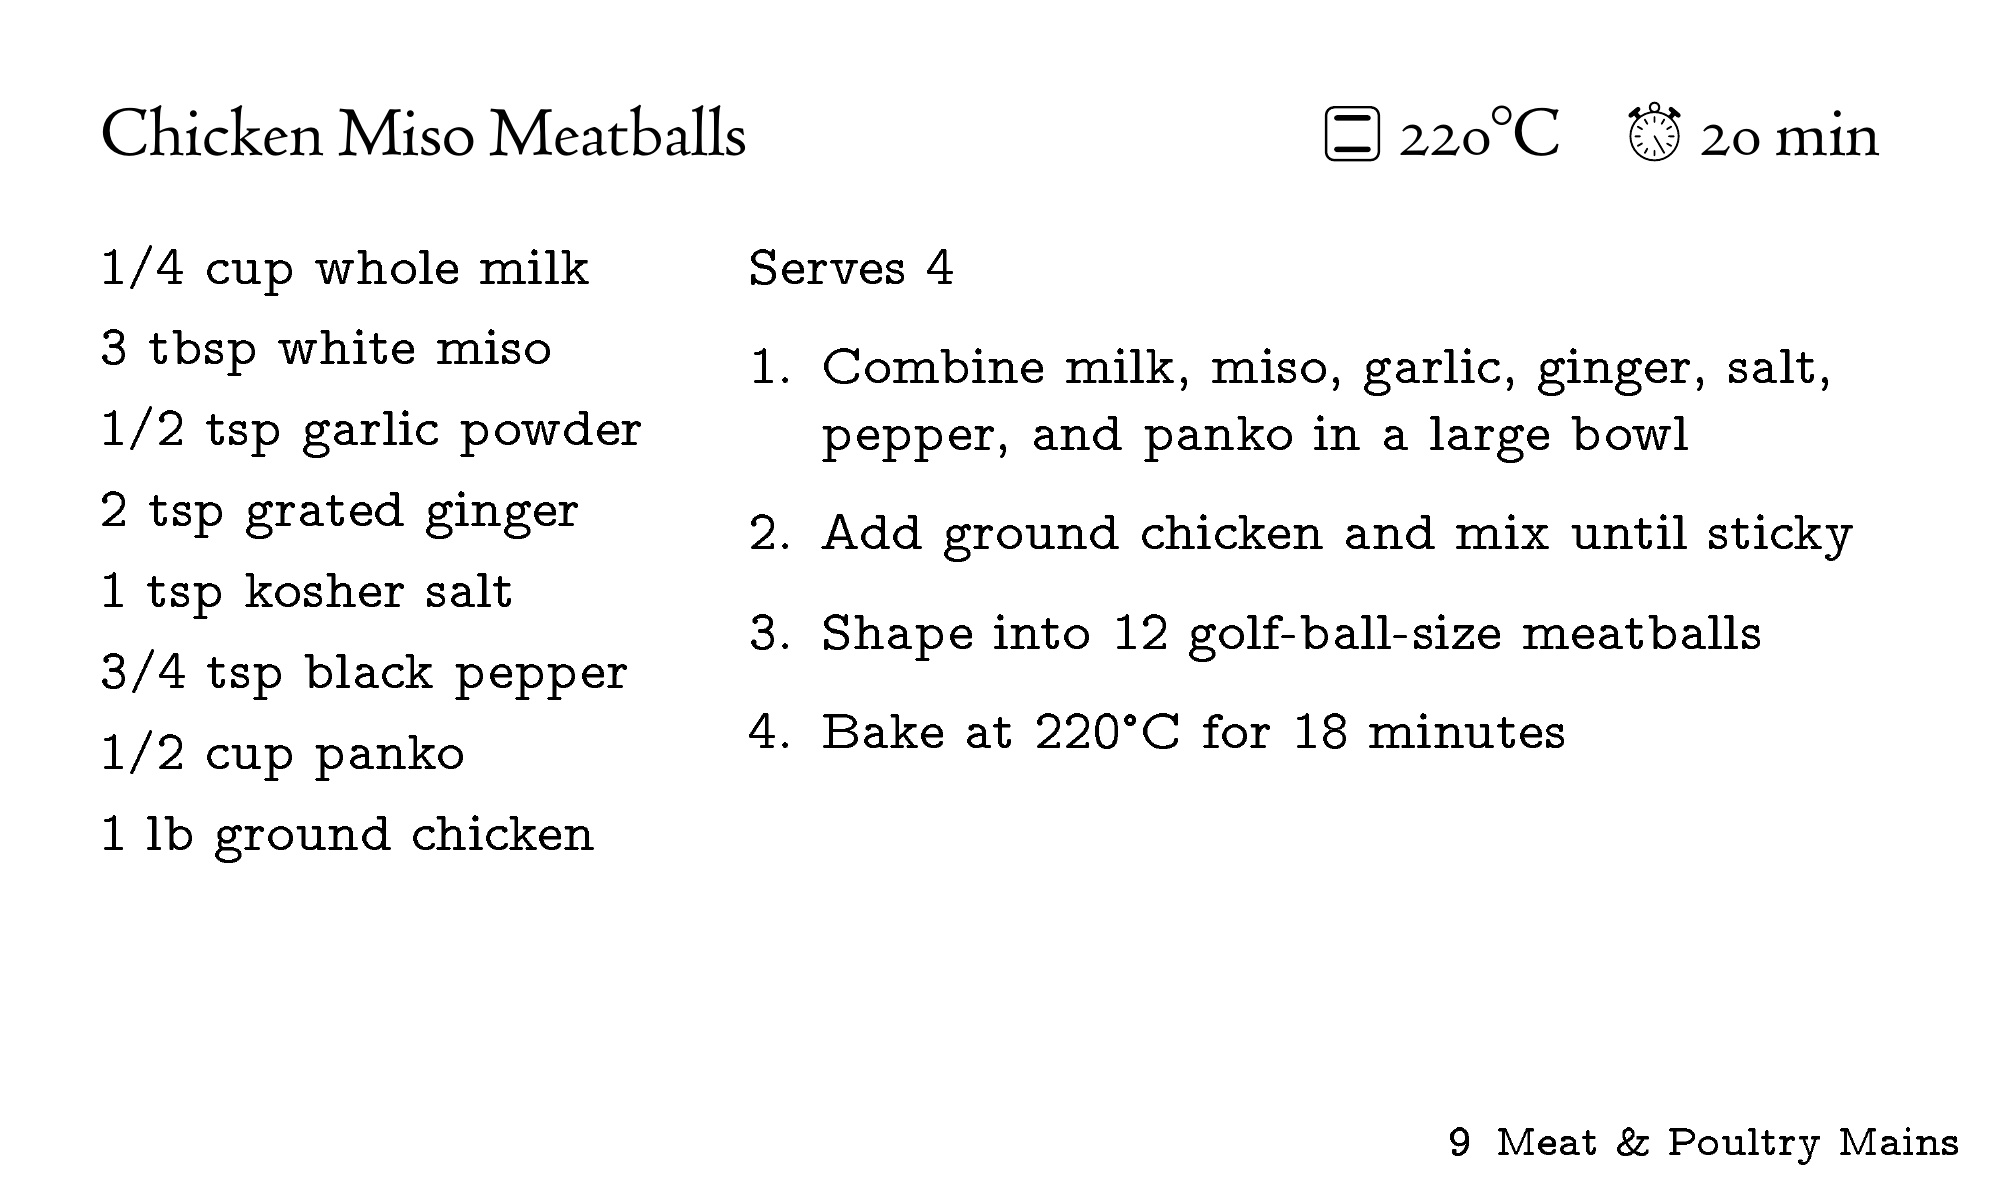 Chicken Miso Meatballs
220°C
20 min
1/4 cup whole milk
3 tbsp white miso
1/2 tsp garlic powder
2 tsp grated ginger
1 tsp kosher salt
3/4 tsp black pepper
1/2 cup panko
1 lb ground chicken
Serves 4
1. Combine milk, miso, garlic, ginger, salt,
pepper, and panko in a large bowl
2. Add ground chicken and mix until sticky
3. Shape into 12 golf-ball-size meatballs
4. Bake at 220°C for 18 minutes
9 Meat & Poultry Mains